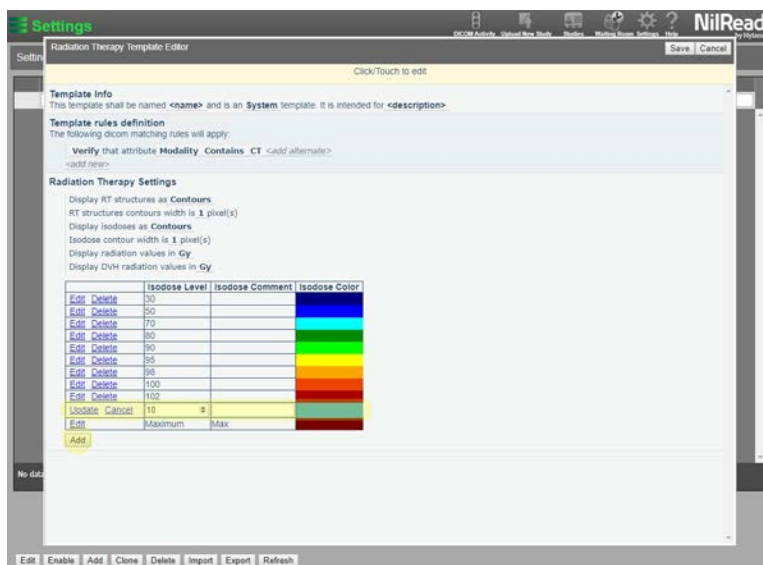 Settings
DICOM Activity Upload New Study Studies Waiting Room Settings Help
NilRead
by Hyland
Settin
Radiation Therapy Template Editor
Save Cancel
Click/Touch to edit
Template Info
This template shall be named <name> and is an System template. It is intended for <description>
Template rules definition
The following dicom matching rules will apply:
Verify that attribute Modality Contains CT <add alternate>
<add new>
Radiation Therapy Settings
Display RT structures as Contours
RT structures contours width is 1 pixel(s)
Display isodoses as Contours
Isodose contour width is 1 pixel(s)
Display radiation values in Gy
Display DVH radiation values in Gy
Isodose Level Isodose Comment Isodose Color
Edit Delete 30
Edit Delete 50
Edit Delete 70
Edit Delete 80
Edit Delete 90
Edit Delete 95
Edit Delete 98
Edit Delete 100
Edit Delete 102
Update Cancel 10
Edit Maximum Max
Add
No data
Edit Enable Add Clone Delete Import Export Refresh